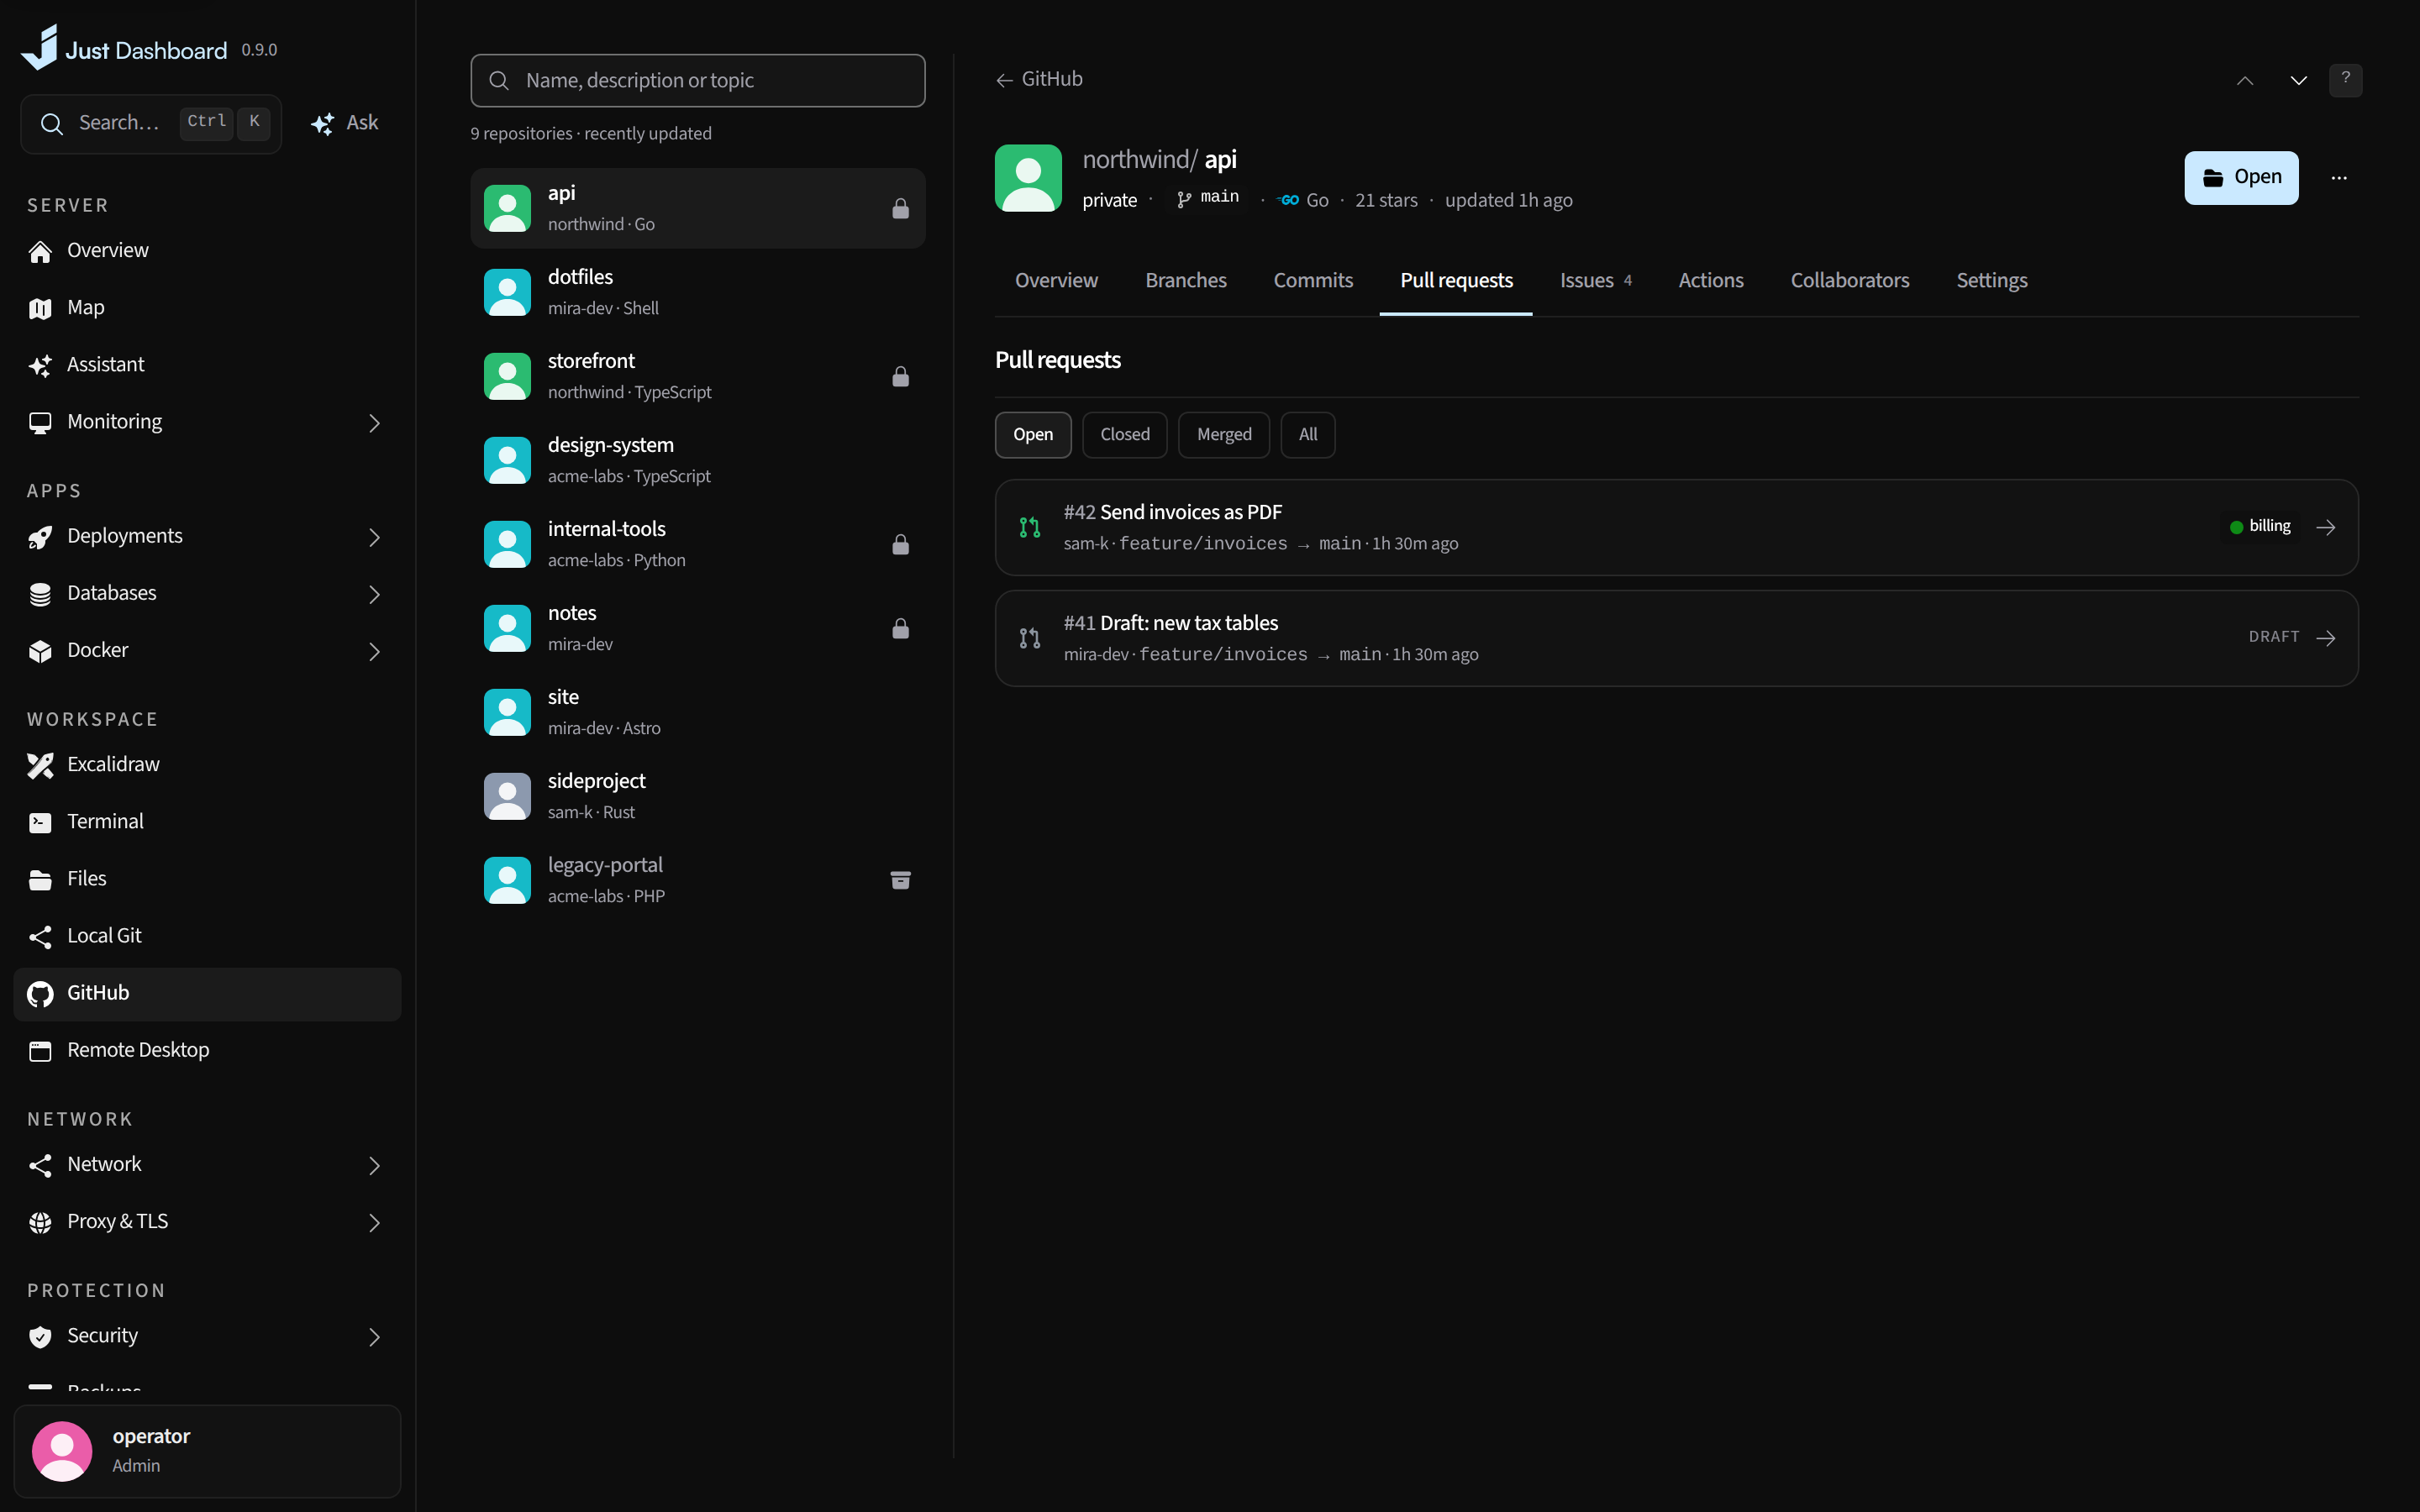 Just Dashboard 0.9.0
Search… Ctrl K Ask
SERVER
Overview
Map
Assistant
Monitoring
APPS
Deployments
Databases
Docker
WORKSPACE
Excalidraw
Terminal
Files
Local Git
GitHub
Remote Desktop
NETWORK
Network
Proxy & TLS
PROTECTION
Security
Backups
operator
Admin
Name, description or topic
9 repositories · recently updated
api
northwind · Go
dotfiles
mira-dev · Shell
storefront
northwind · TypeScript
design-system
acme-labs · TypeScript
internal-tools
acme-labs · Python
notes
mira-dev
site
mira-dev · Astro
sideproject
sam-k · Rust
legacy-portal
acme-labs · PHP
← GitHub ?
northwind/ api
private · main · GO Go · 21 stars · updated 1h ago
Open ···
Overview Branches Commits Pull requests Issues 4 Actions Collaborators Settings
Pull requests
Open Closed Merged All
#42 Send invoices as PDF
sam-k · feature/invoices → main · 1h 30m ago
billing →
#41 Draft: new tax tables
mira-dev · feature/invoices → main · 1h 30m ago
DRAFT →